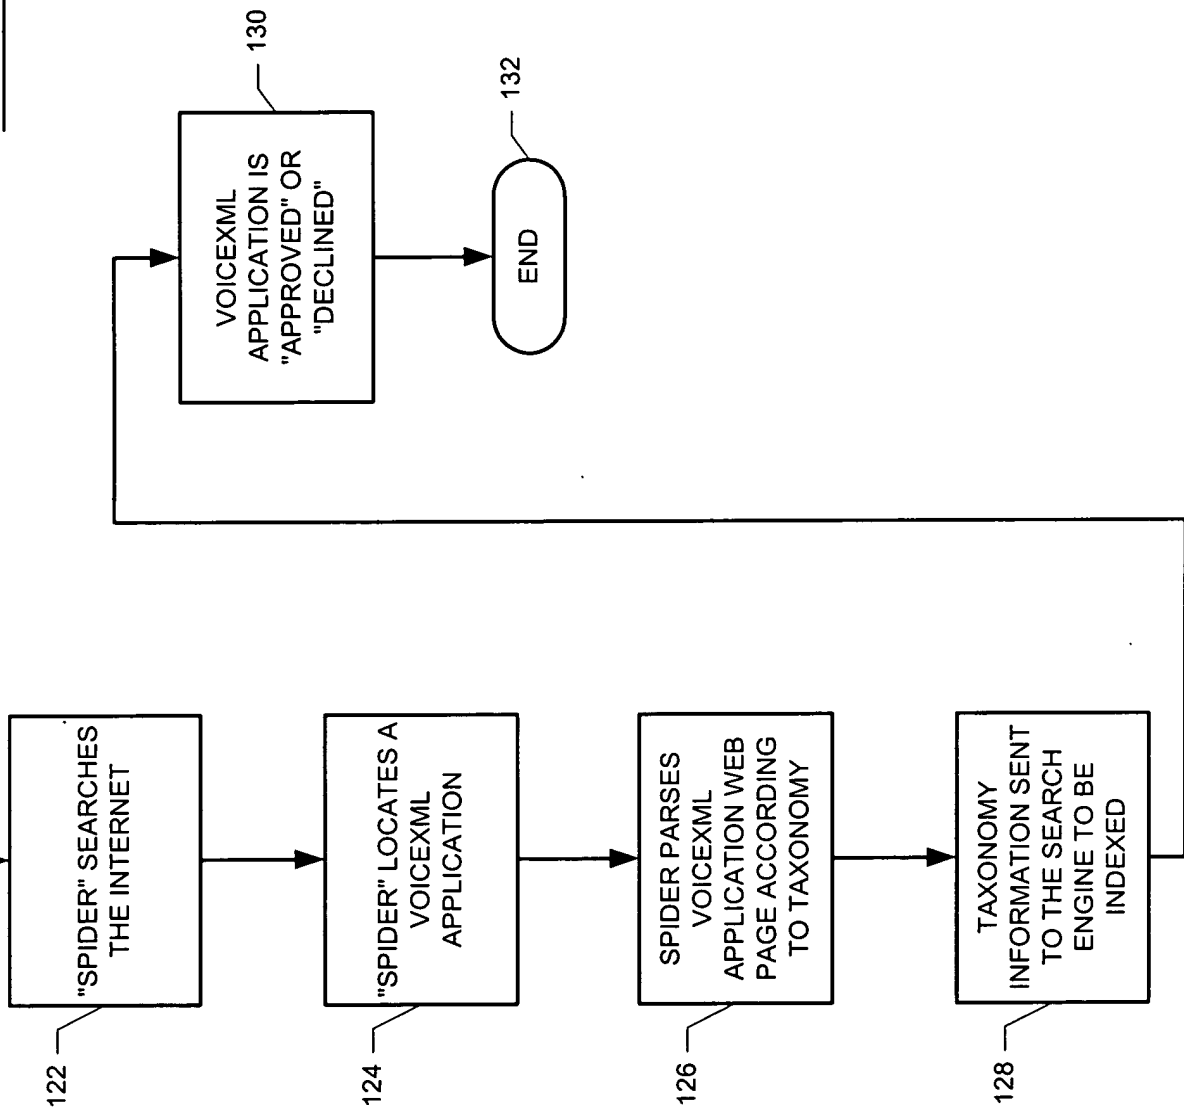 122
"SPIDER" SEARCHES
THE INTERNET
124
"SPIDER" LOCATES A
VOICEXML
APPLICATION
126
SPIDER PARSES
VOICEXML
APPLICATION WEB
PAGE ACCORDING
TO TAXONOMY
128
TAXONOMY
INFORMATION SENT
TO THE SEARCH
ENGINE TO BE
INDEXED
130
VOICEXML
APPLICATION IS
"APPROVED" OR
"DECLINED"
132
END